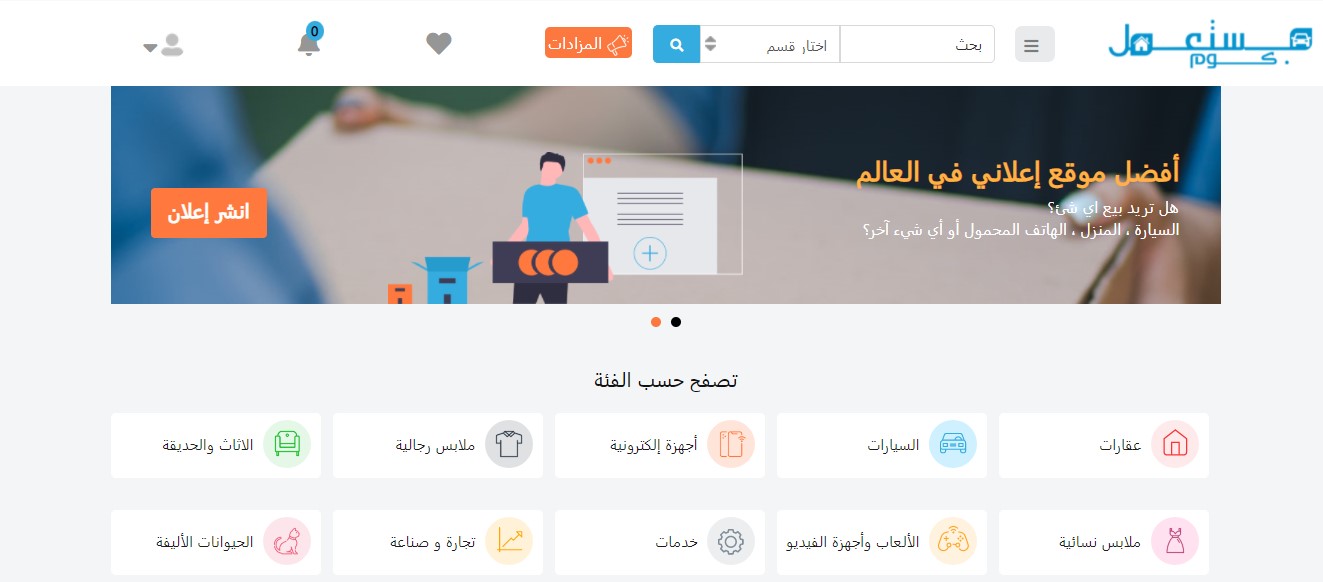 مستعمل
. كوم
بحث
اختار قسم
المزادات
0
أفضل موقع إعلاني في العالم
هل تريد بيع اي شئ؟
السيارة ، المنزل ، الهاتف المحمول أو أي شيء آخر؟
انشر إعلان
تصفح حسب الفئة
عقارات
السيارات
أجهزة إلكترونية
ملابس رجالية
الاثاث والحديقة
ملابس نسائية
الألعاب وأجهزة الفيديو
خدمات
تجارة و صناعة
الحيوانات الأليفة